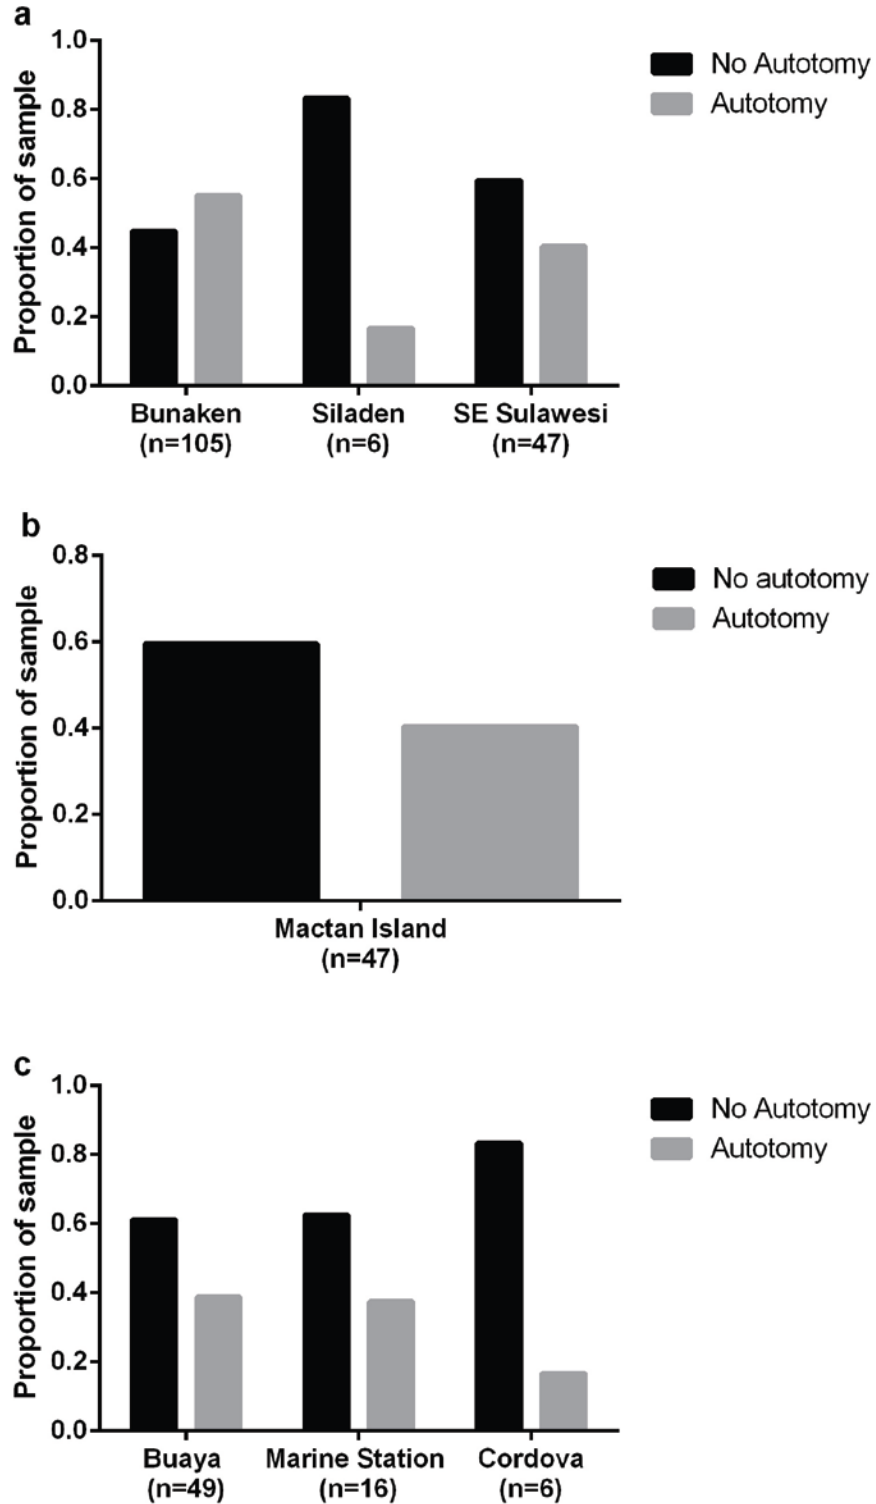 a
Proportion of sample
1.0
0.8
0.6
0.4
0.2
0.0
No Autotomy
Autotomy
Bunaken
(n=105)
Siladen
(n=6)
SE Sulawesi
(n=47)
b
Proportion of sample
0.8
0.6
0.4
0.2
0.0
No autotomy
Autotomy
Mactan Island
(n=47)
c
Proportion of sample
1.0
0.8
0.6
0.4
0.2
0.0
No Autotomy
Autotomy
Buaya
(n=49)
Marine Station
(n=16)
Cordova
(n=6)